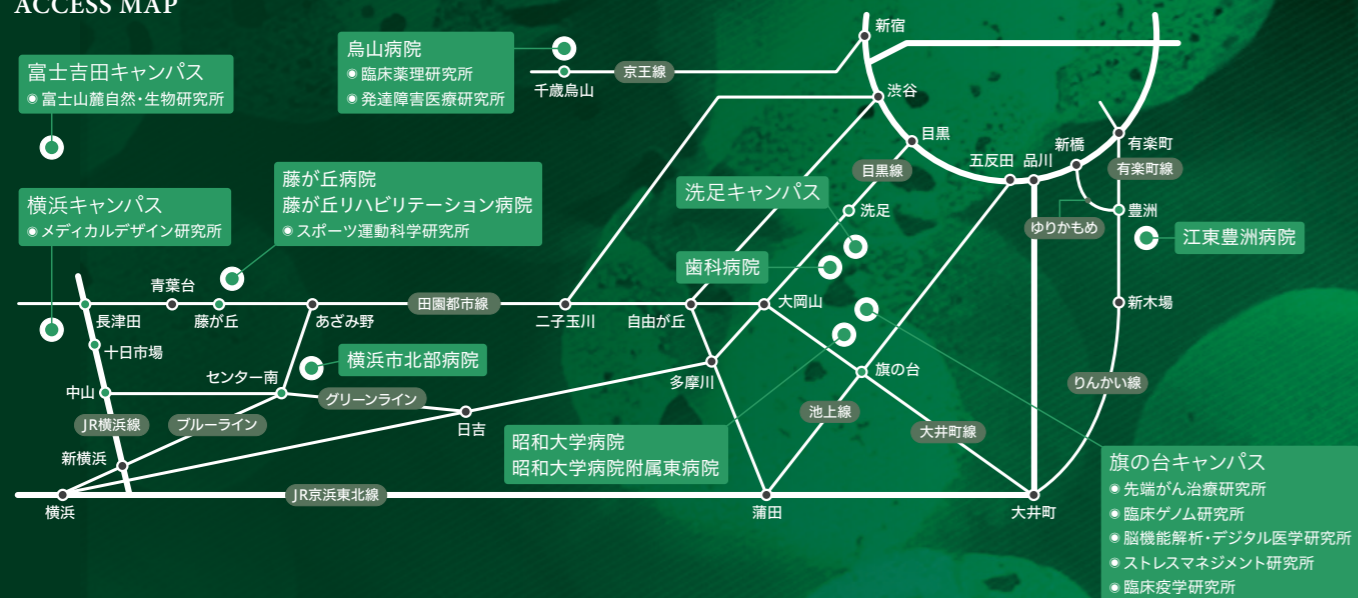 ACCESS MAP
富士吉田キャンパス
◉富士山麓自然・生物研究所
烏山病院
◉臨床薬理研究所
◉発達障害医療研究所
千歳烏山
京王線
新宿
渋谷
目黒
目黒線
五反田
品川
新橋
有楽町
有楽町線
豊洲
ゆりかもめ
江東豊洲病院
新木場
りんかい線
横浜キャンパス
◉メディカルデザイン研究所
藤が丘病院
藤が丘リハビリテーション病院
◉スポーツ運動科学研究所
洗足キャンパス
洗足
歯科病院
青葉台
長津田
藤が丘
あざみ野
田園都市線
二子玉川
自由が丘
大岡山
十日市場
横浜市北部病院
センター南
中山
グリーンライン
多摩川
旗の台
JR横浜線
ブルーライン
日吉
池上線
大井町線
昭和大学病院
昭和大学病院附属東病院
新横浜
横浜
JR京浜東北線
蒲田
大井町
旗の台キャンパス
◉先端がん治療研究所
◉臨床ゲノム研究所
◉脳機能解析・デジタル医学研究所
◉ストレスマネジメント研究所
◉臨床疫学研究所